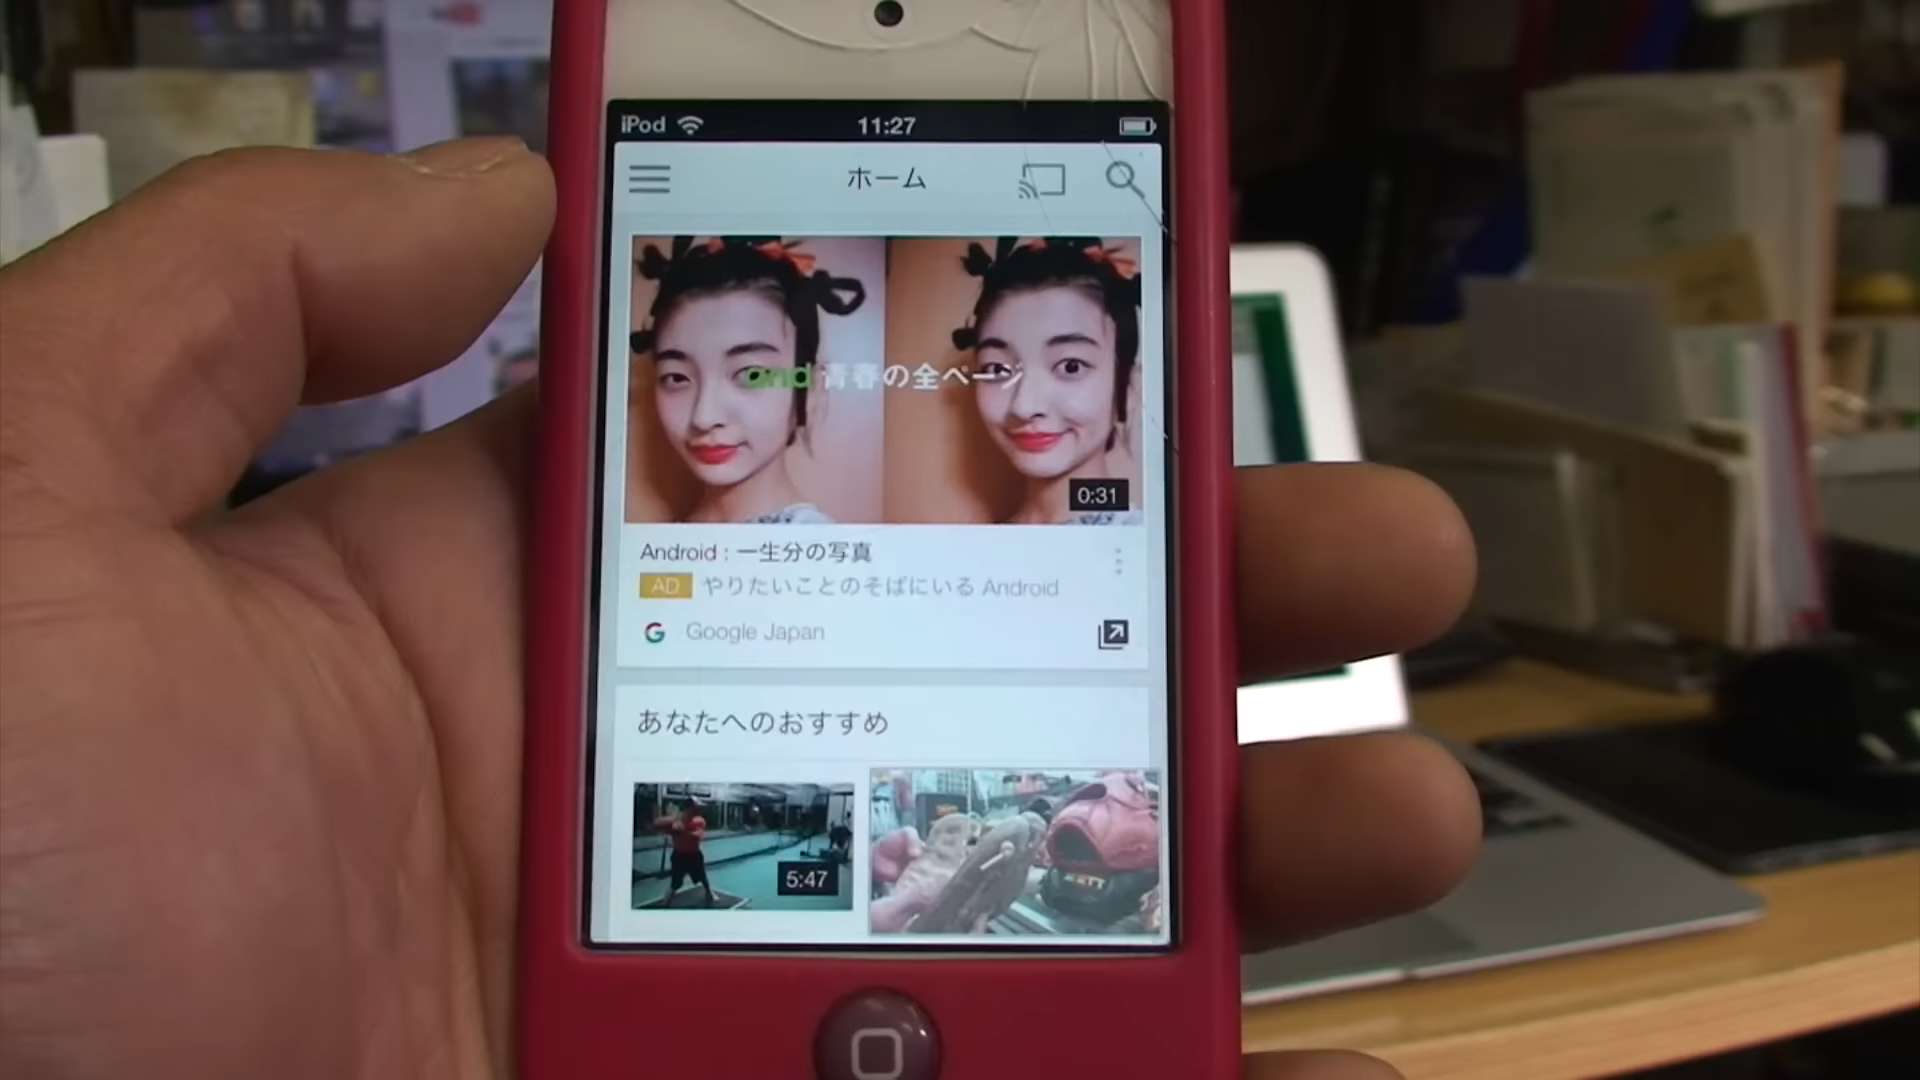 iPod 11:27
ホーム
and 青春の全ページ
0:31
Android : 一生分の写真
AD やりたいことのそばにいる Android
Google Japan
あなたへのおすすめ
5:47
ZETT